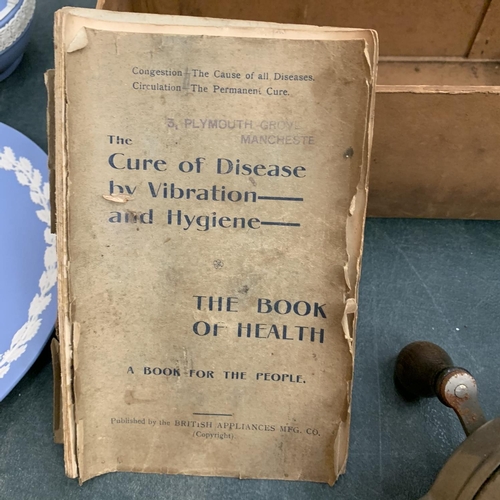 Congestion—The Cause of all Diseases.
Circulation—The Permanent Cure.
3, PLYMOUTH GROVE
MANCHESTE
The
Cure of Disease
by Vibration—
and Hygiene—
THE BOOK
OF HEALTH
A BOOK FOR THE PEOPLE.
Published by the BRITISH APPLIANCES MFG. CO.
(Copyright)